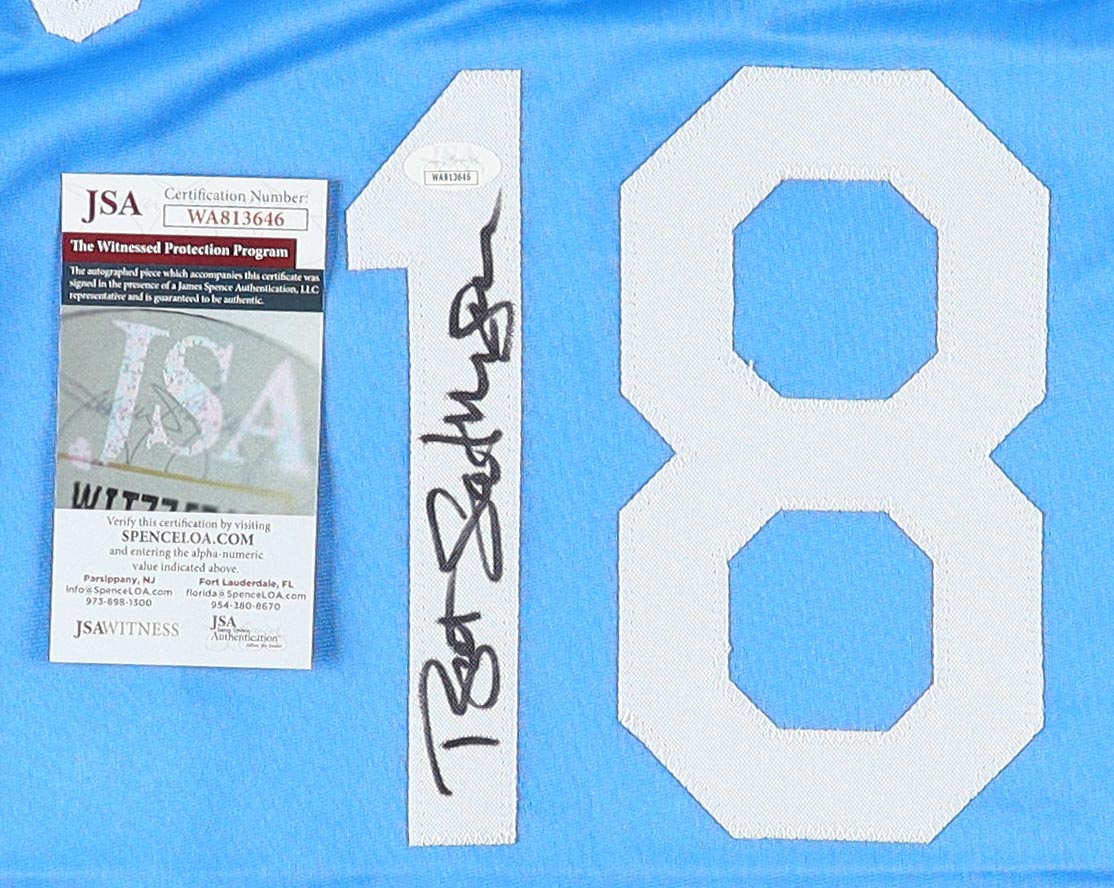 JSA
Certification Number:
WA813646
The Witnessed Protection Program
The autographed piece which accompanies this certificate was
signed in the presence of a James Spence Authentication, LLC
representative and is guaranteed to be authentic.
JSA
Verify this certification by visiting
SPENCELOA.COM
and entering the alpha-numeric
value indicated above.
Parsippany, NJ
info@SpenceLOA.com
973-898-1300
Fort Lauderdale, FL
florida@SpenceLOA.com
954-380-8670
JSAWITNESS
JSA
Authentication
JSA
WA813646
18